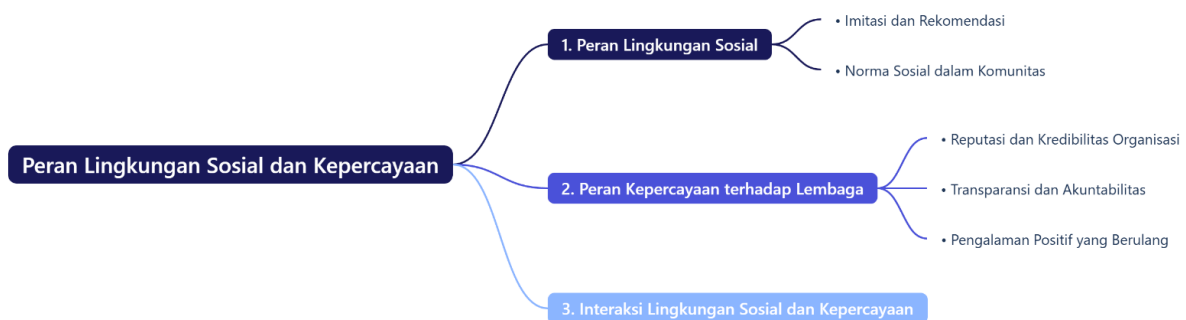 Peran Lingkungan Sosial dan Kepercayaan
1. Peran Lingkungan Sosial
• Imitasi dan Rekomendasi
• Norma Sosial dalam Komunitas
2. Peran Kepercayaan terhadap Lembaga
• Reputasi dan Kredibilitas Organisasi
• Transparansi dan Akuntabilitas
• Pengalaman Positif yang Berulang
3. Interaksi Lingkungan Sosial dan Kepercayaan